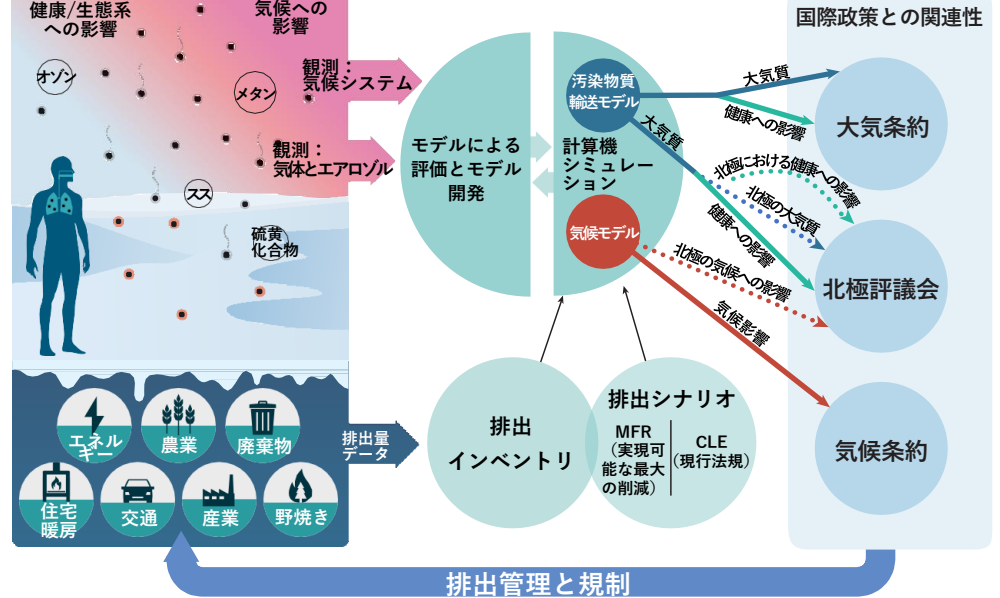 健康/生態系
への影響
気候への
影響
オゾン
メタン
スス
硫黄
化合物
観測：
気候システム
観測：
気体とエアロゾル
エネル
ギー
農業
廃棄物
住宅
暖房
交通
産業
野焼き
排出量
データ
モデルによる
評価とモデル
開発
汚染物質
輸送モデル
計算機
シミュレー
ション
気候モデル
排出
インベントリ
排出シナリオ
MFR
（実現可
能な最大
の削減）
CLE
（現行法規）
大気質
健康への影響
大気質
北極における健康への影響
北極の大気質
健康への影響
北極の気候への影響
気候影響
国際政策との関連性
大気条約
北極評議会
気候条約
排出管理と規制